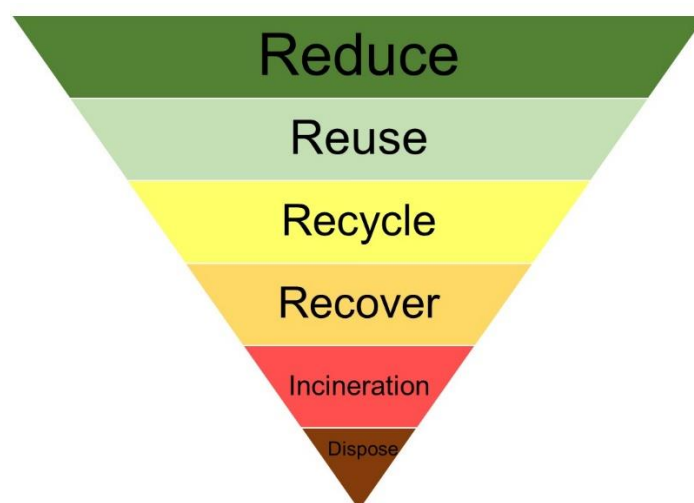 Reduce
Reuse
Recycle
Recover
Incineration
Dispose